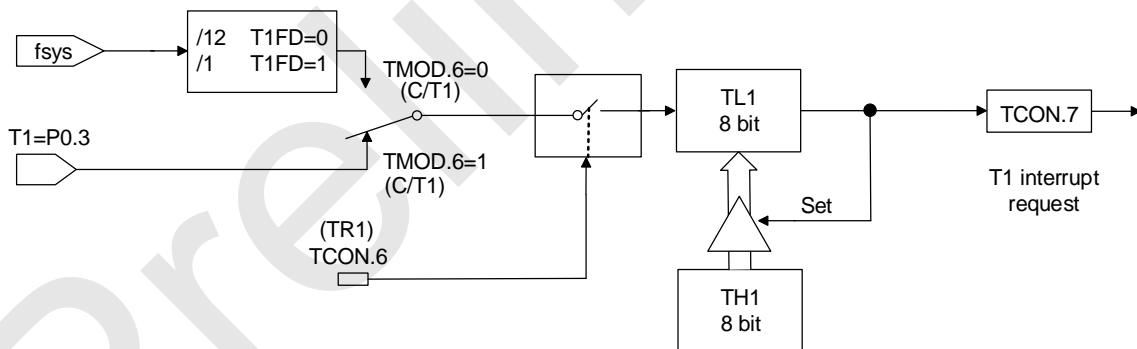 fsys
/12 T1FD=0
/1 T1FD=1
TMOD.6=0
(C/T1)
T1=P0.3
TMOD.6=1
(C/T1)
(TR1)
TCON.6
TL1
8 bit
TCON.7
T1 interrupt
request
Set
TH1
8 bit